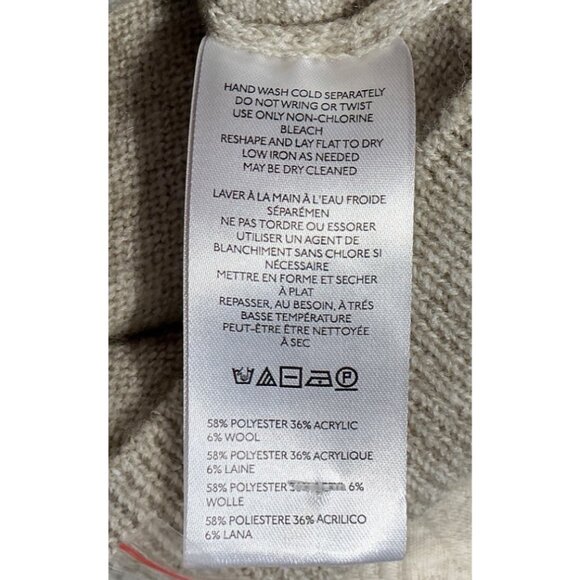 HAND WASH COLD SEPARATELY
DO NOT WRING OR TWIST
USE ONLY NON-CHLORINE
BLEACH
RESHAPE AND LAY FLAT TO DRY
LOW IRON AS NEEDED
MAY BE DRY CLEANED
LAVER À LA MAIN À L'EAU FROIDE
SÉPARÉMEN
NE PAS TORDRE OU ESSORER
UTILISER UN AGENT DE
BLANCHIMENT SANS CHLORE SI
NÉCESSAIRE
METTRE EN FORME ET SECHER
À PLAT
REPASSER, AU BESOIN, À TRÉS
BASSE TEMPÉRATURE
PEUT-ÊTRE ÊTRE NETTOYÉE
À SEC
P
58% POLYESTER 36% ACRYLIC
6% WOOL
58% POLYESTER 36% ACRYLIQUE
6% LAINE
58% POLYESTER 6%
WOLLE
58% POLIESTERE 36% ACRILICO
6% LANA